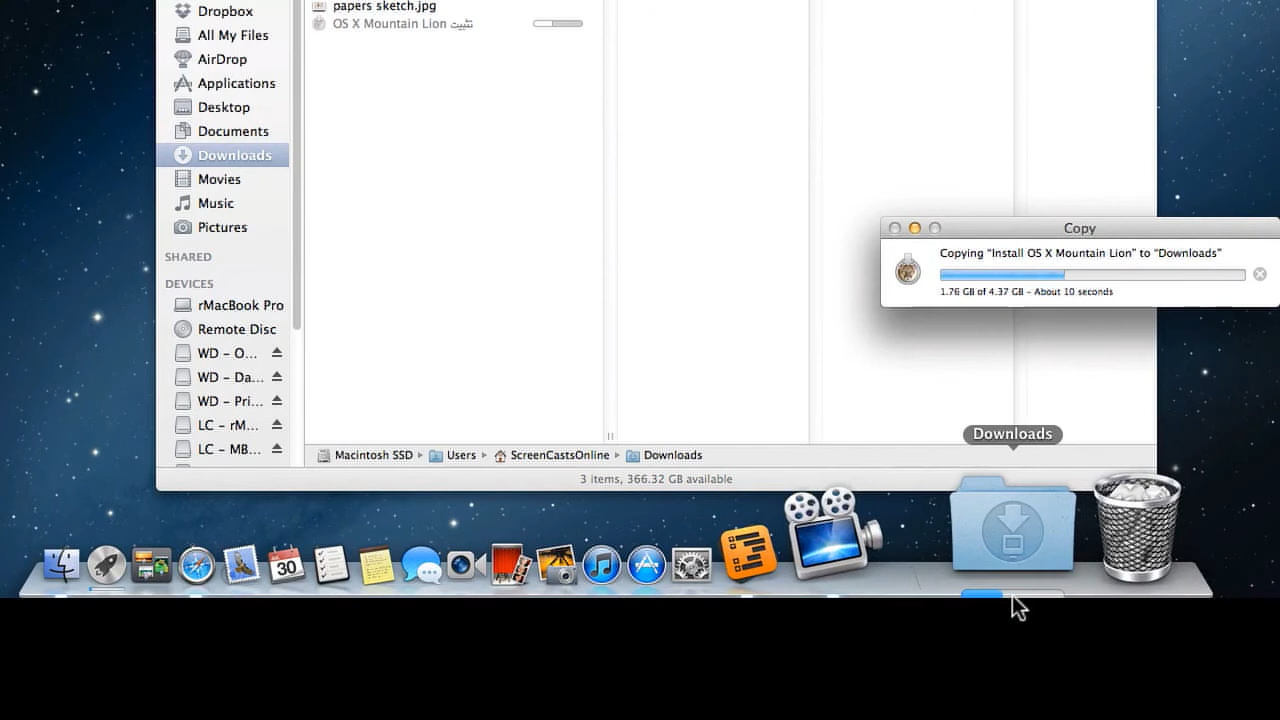 Dropbox
All My Files
AirDrop
Applications
Desktop
Documents
Downloads
Movies
Music
Pictures
SHARED
DEVICES
rMacBook Pro
Remote Disc
WD - O...
WD - Da...
WD - Pri...
LC - rM...
LC - MB...
papers sketch.jpg
OS X Mountain Lion تثبيت
Copy
Copying “Install OS X Mountain Lion” to “Downloads”
1.76 GB of 4.37 GB - About 10 seconds
Downloads
Macintosh SSD ▸ Users ▸ ScreenCastsOnline ▸ Downloads
3 items, 366.32 GB available
30